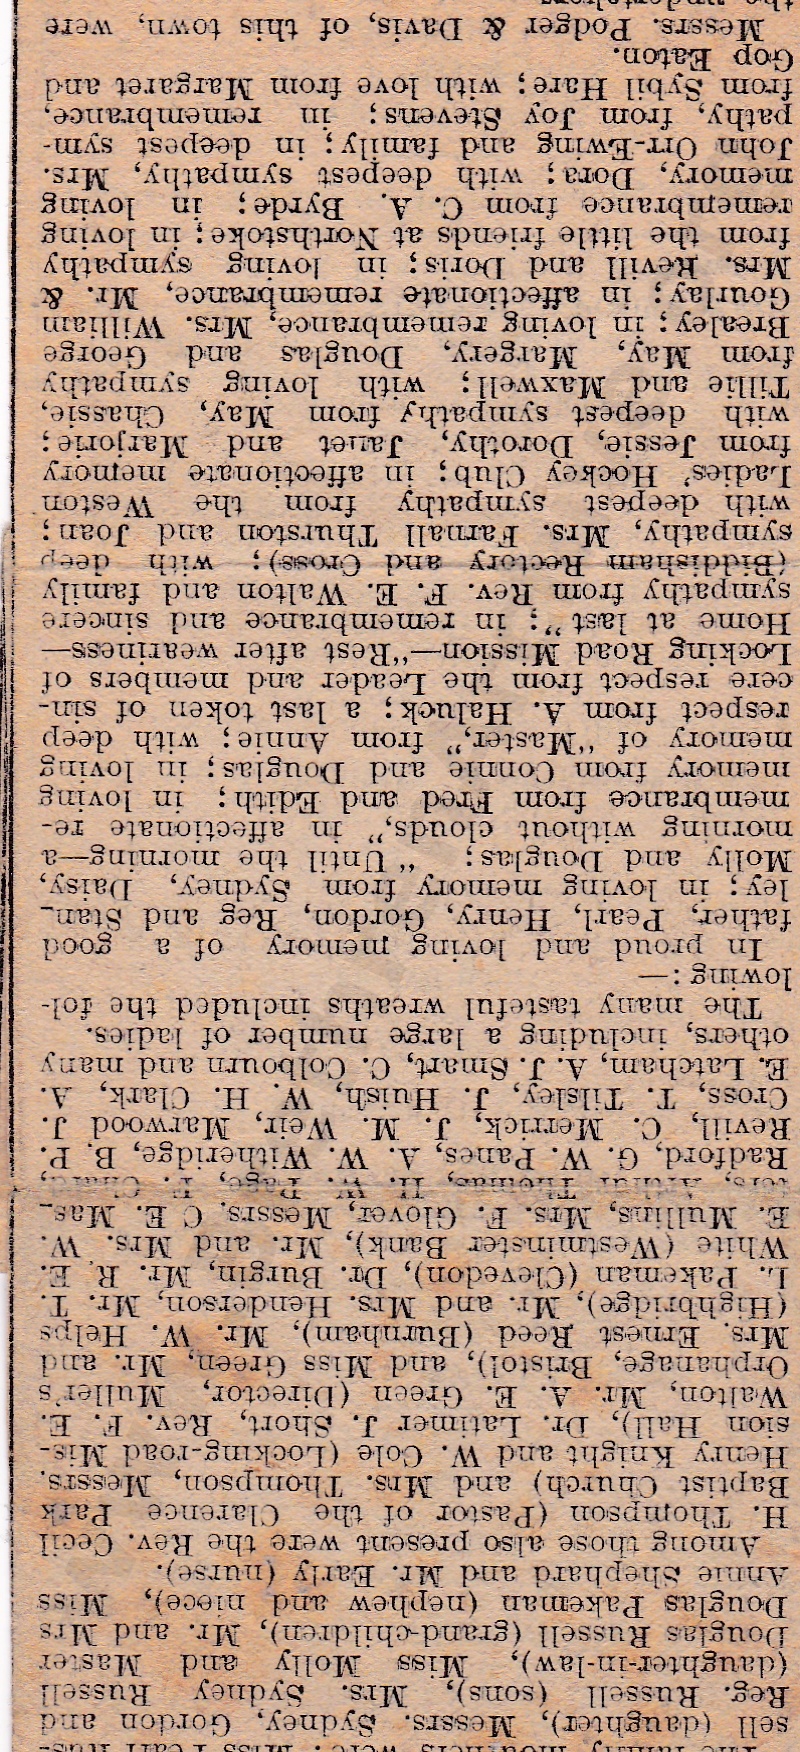 The family mourners were: Miss Pearl Rus-
sell (daughter), Messrs. Sydney, Gordon and
Reg. Russell (sons), Mrs. Sydney Russell
(daughter-in-law), Miss Molly and Master
Douglas Russell (grand-children), Mr. and Mrs
Douglas Pakeman (nephew and niece), Miss
Annie Shephard and Mr. Early (nurse).
Among those also present were the Rev. Cecil
H. Thompson (Pastor of the Clarence Park
Baptist Church) and Mrs. Thompson, Messrs.
Henry Knight and W. Cole (Locking-road Mis-
sion Hall), Dr. Latimer J. Short, Rev. F. E.
Walton, Mr. A. E. Green (Director, Muller's
Orphanage, Bristol), and Miss Green, Mr. and
Mrs. Ernest Reed (Burnham), Mr. W. Helps
(Highbridge), Mr. and Mrs. Henderson, Mr. T.
L. Pakeman (Clevedon), Dr. Burgin, Mr. R. E.
White (Westminster Bank), Mr. and Mrs. W.
E. Mullins, Mrs. F. Glover, Messrs. C E. Mas-
ters, Arthur Thomas, H. W. Page, F.
Radford, G. W. Panes, A. W. Witheridge, B. P.
Revill, C. Merrick, J. M. Weir, Marwood J.
Cross, T. Tilsley, J. Huish, W. H. Clark, A.
E. Latcham, A. J. Smart, C. Colbourn and many
others, including a large number of ladies.
The many tasteful wreaths included the fol-
lowing:—
In proud and loving memory of a good
father, Pearl, Henry, Gordon, Reg and Stan-
ley; in loving memory from Sydney, Daisy,
Molly and Douglas; "Until the morning—a
morning without clouds," in affectionate re-
membrance from Fred and Edith; in loving
memory from Connie and Douglas; in loving
memory of "Master," from Annie; with deep
respect from A. Haluck; a last token of sin-
cere respect from the Leader and members of
Locking Road Mission—"Rest after weariness—
Home at last"; in remembrance and sincere
sympathy from Rev. F. E. Walton and family
(Biddisham Rectory and Cross); with deep
sympathy, Mrs. Farnall Thurston and Joan;
with deepest sympathy from the Weston
Ladies' Hockey Club; in affectionate memory
from Jessie, Dorothy, Janet and Marjorie;
with deepest sympathy from May, Chassie,
Tillie and Maxwell; with loving sympathy
from May, Margery, Douglas and George
Brealey; in loving remembrance, Mrs. William
Gourlay; in affectionate remembrance, Mr. &
Mrs. Revill and Doris; in loving sympathy
from the little friends at Northstoke; in loving
remembrance from C. A. Byrde; in loving
memory, Dora; with deepest sympathy, Mrs.
John Orr-Ewing and family; in deepest sym-
pathy, from Joy Stevens; in remembrance,
from Sybil Hare; with love from Margaret and
Gop Eaton.
Messrs. Podger & Davis, of this town, were
the undertakers.